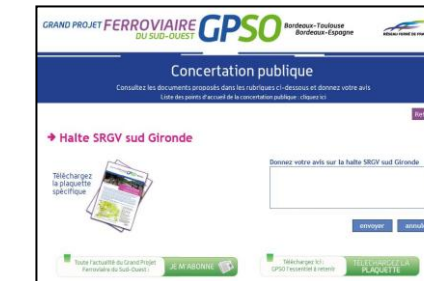 GRAND PROJET FERROVIAIRE
DU SUD-OUEST
GPSO
Bordeaux-Toulouse
Bordeaux-Espagne
Concertation publique
Consultez les documents proposés dans les rubriques ci-dessous et donnez votre avis
Liste des points d'accueil de la concertation publique : cliquez ici
Ret
Halte SRGV sud Gironde
Téléchargez
la plaquette
spécifique
Donnez votre avis sur la halte SRGV sud Gironde
envoyer
annule
Toute l'actualité du Grand Projet
Ferroviaire du Sud-Ouest :
JE M'ABONNE
Téléchargez ici :
GPSO l'essentiel à retenir
TÉLÉCHARGEZ LA
PLAQUETTE